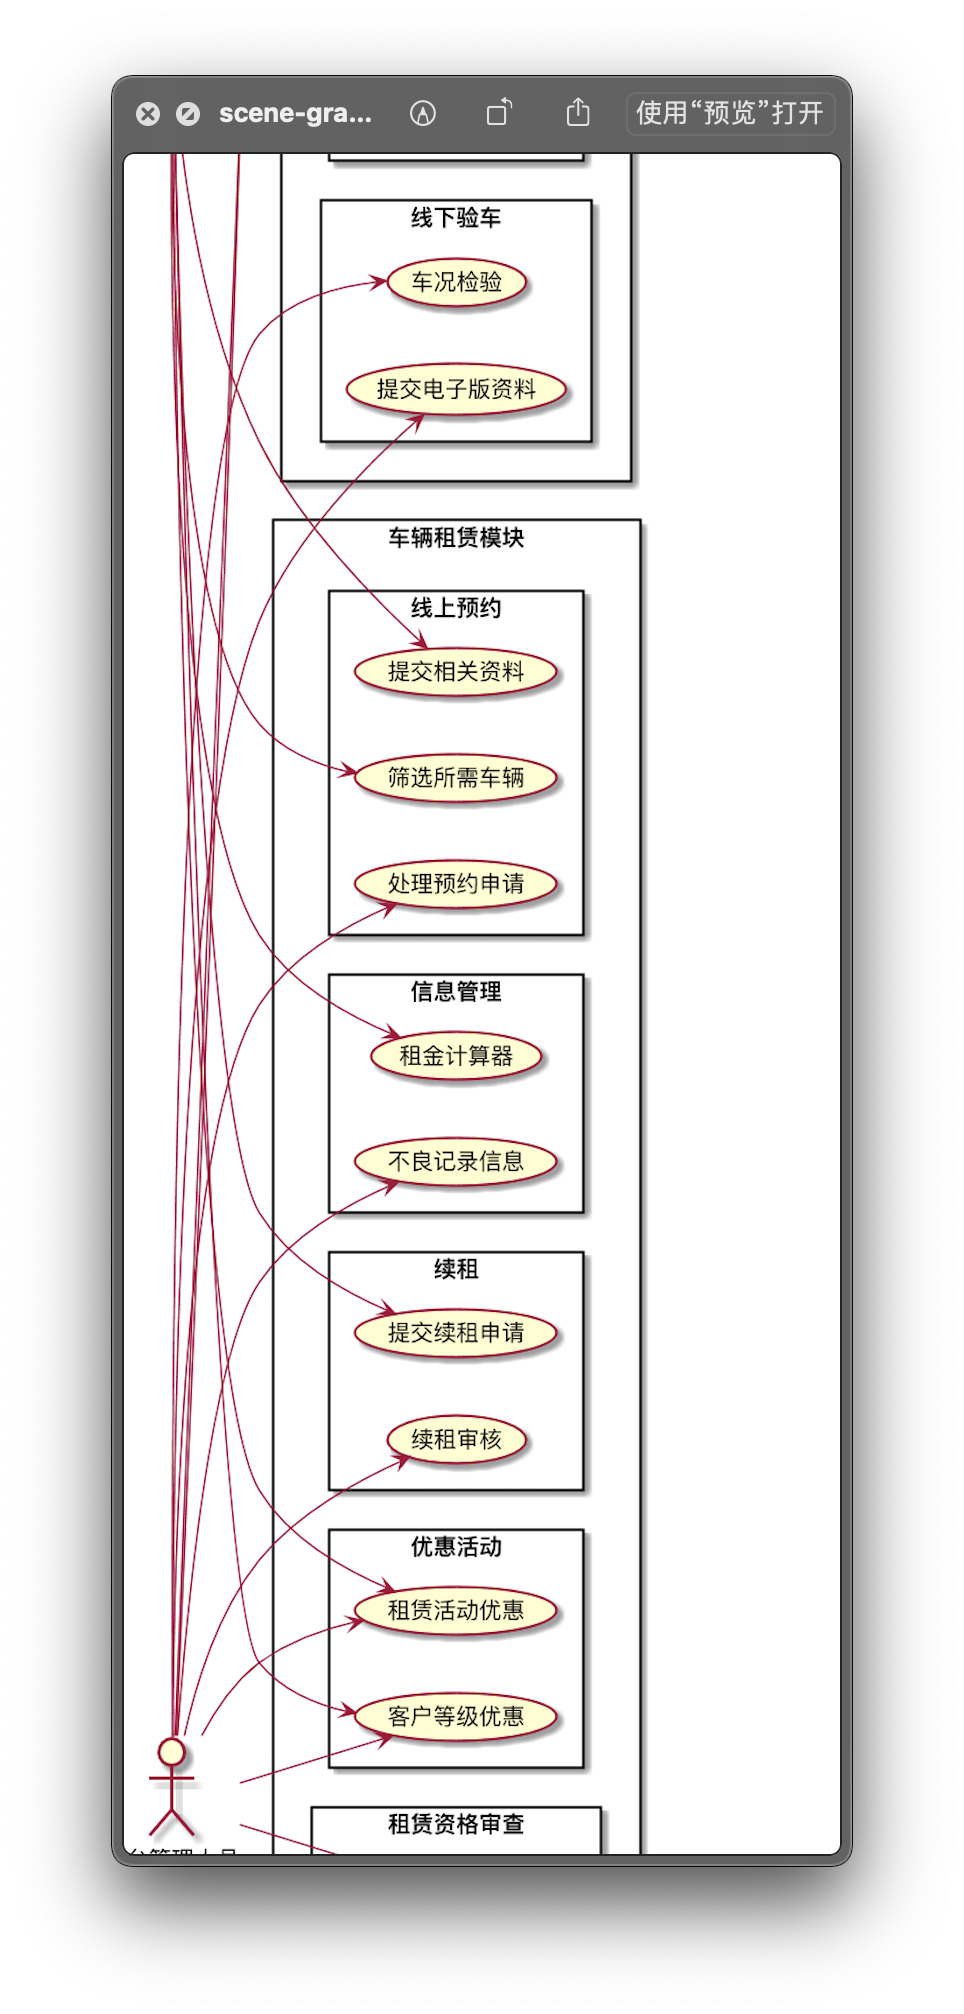 scene-gra...
使用“预览”打开
线下验车
车况检验
提交电子版资料
车辆租赁模块
线上预约
提交相关资料
筛选所需车辆
处理预约申请
信息管理
租金计算器
不良记录信息
续租
提交续租申请
续租审核
优惠活动
租赁活动优惠
客户等级优惠
租赁资格审查